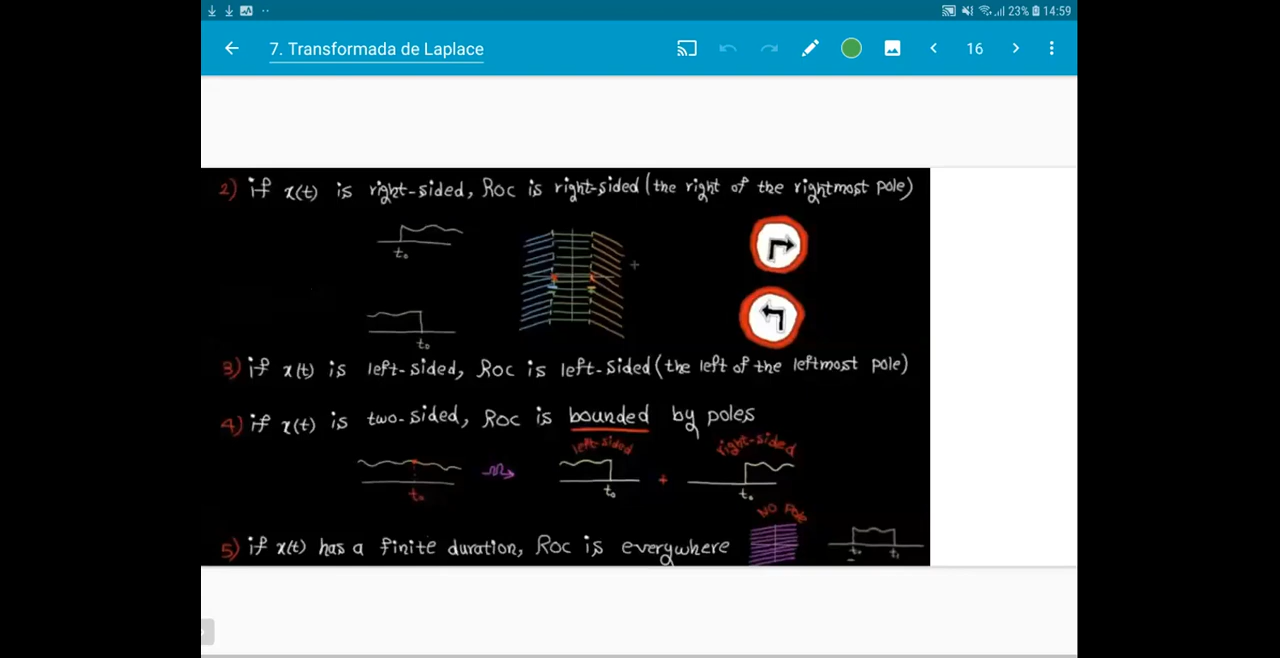 23% 14:59
7. Transformada de Laplace
16
2) if x(t) is right-sided, Roc is right-sided (the right of the rightmost pole)
t₀
t₀
3) if x(t) is left-sided, Roc is left-sided (the left of the leftmost pole)
4) if x(t) is two-sided, Roc is bounded by poles
left-sided
right-sided
t₀
t₀
+
t₀
NO Pole
5) if x(t) has a finite duration, Roc is everywhere
t₀ t₁